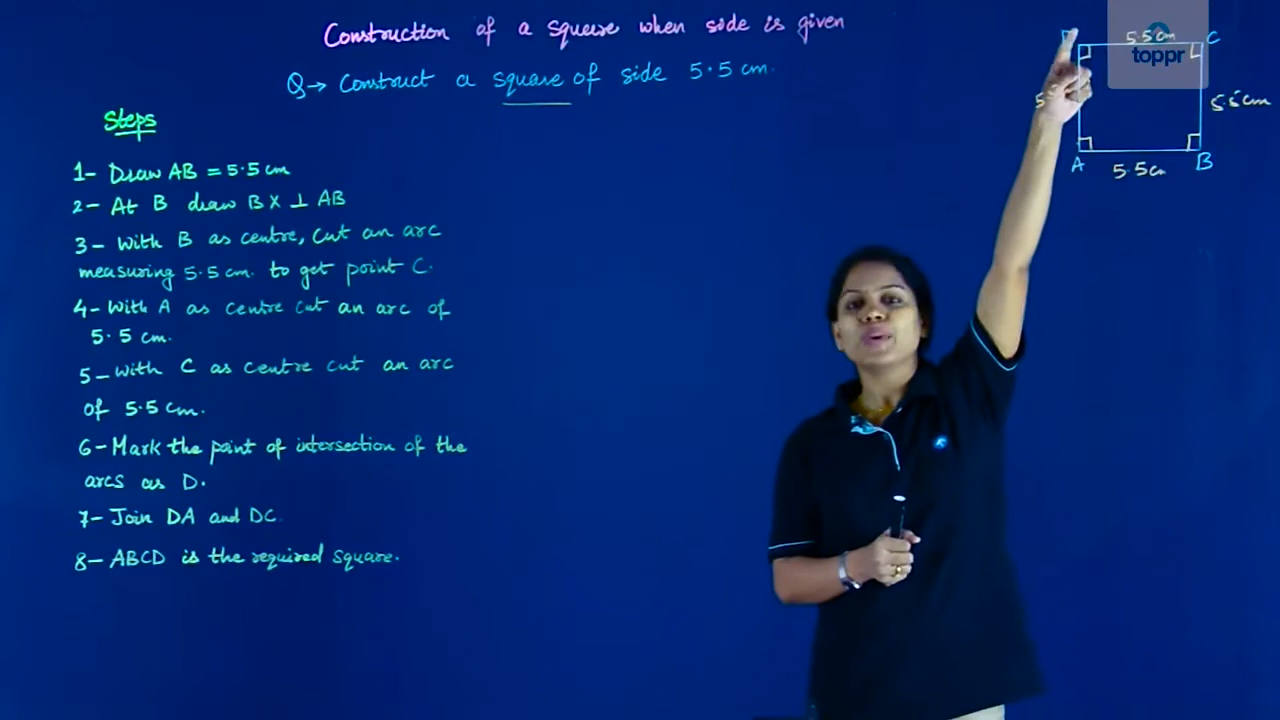 Construction of a square when side is given
Q→ Construct a square of side 5.5 cm.
Steps
1- Draw AB = 5.5 cm
2- At B draw BX ⊥ AB
3- With B as centre, cut an arc
measuring 5.5 cm. to get point C.
4- With A as centre cut an arc of
5.5 cm.
5- With C as centre cut an arc
of 5.5 cm.
6- Mark the point of intersection of the
arcs as D.
7- Join DA and DC.
8- ABCD is the required square.
5.5 cm
C
toppr
5.5 cm
A
B
5.5 cm